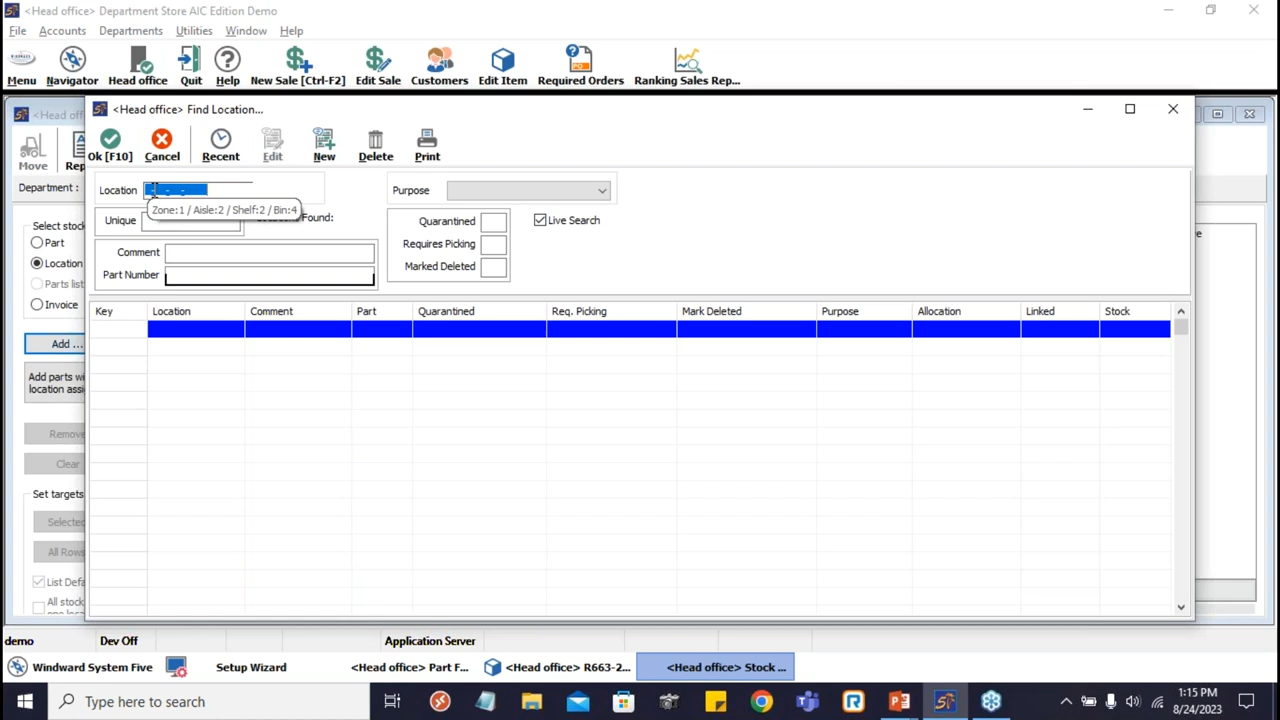 <Head office> Department Store AIC Edition Demo
File Accounts Departments Utilities Window Help
Menu Navigator Head office Quit Help New Sale [Ctrl-F2] Edit Sale Customers Edit Item Required Orders Ranking Sales Rep...
<Head office> Find Location...
Move
Ok [F10] Cancel Recent Edit New Delete Print
Department :
Location - - - Purpose
Zone:1 / Aisle:2 / Shelf:2 / Bin:4
Unique Found: Quarantined Live Search
Requires Picking
Comment
Part Number Marked Deleted
Select stock
Part
Location
Parts list
Invoice
Add ...
Add parts wi
location assi
Remove
Clear
Set targets
Selected
All Rows
List Defa
All stock
one loca
Key Location Comment Part Quarantined Req. Picking Mark Deleted Purpose Allocation Linked Stock
demo Dev Off Application Server
Windward System Five Setup Wizard <Head office> Part F... <Head office> R663-2... <Head office> Stock ...
Type here to search
1:15 PM
8/24/2023